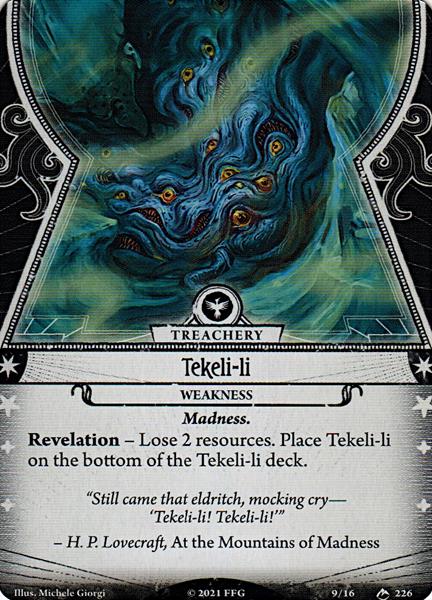 TREACHERY
Tekeli-li
WEAKNESS
Madness.
Revelation – Lose 2 resources. Place Tekeli-li
on the bottom of the Tekeli-li deck.
“Still came that eldritch, mocking cry—
‘Tekeli-li! Tekeli-li!’”
– H. P. Lovecraft, At the Mountains of Madness
Illus. Michele Giorgi © 2021 FFG 9/16 226